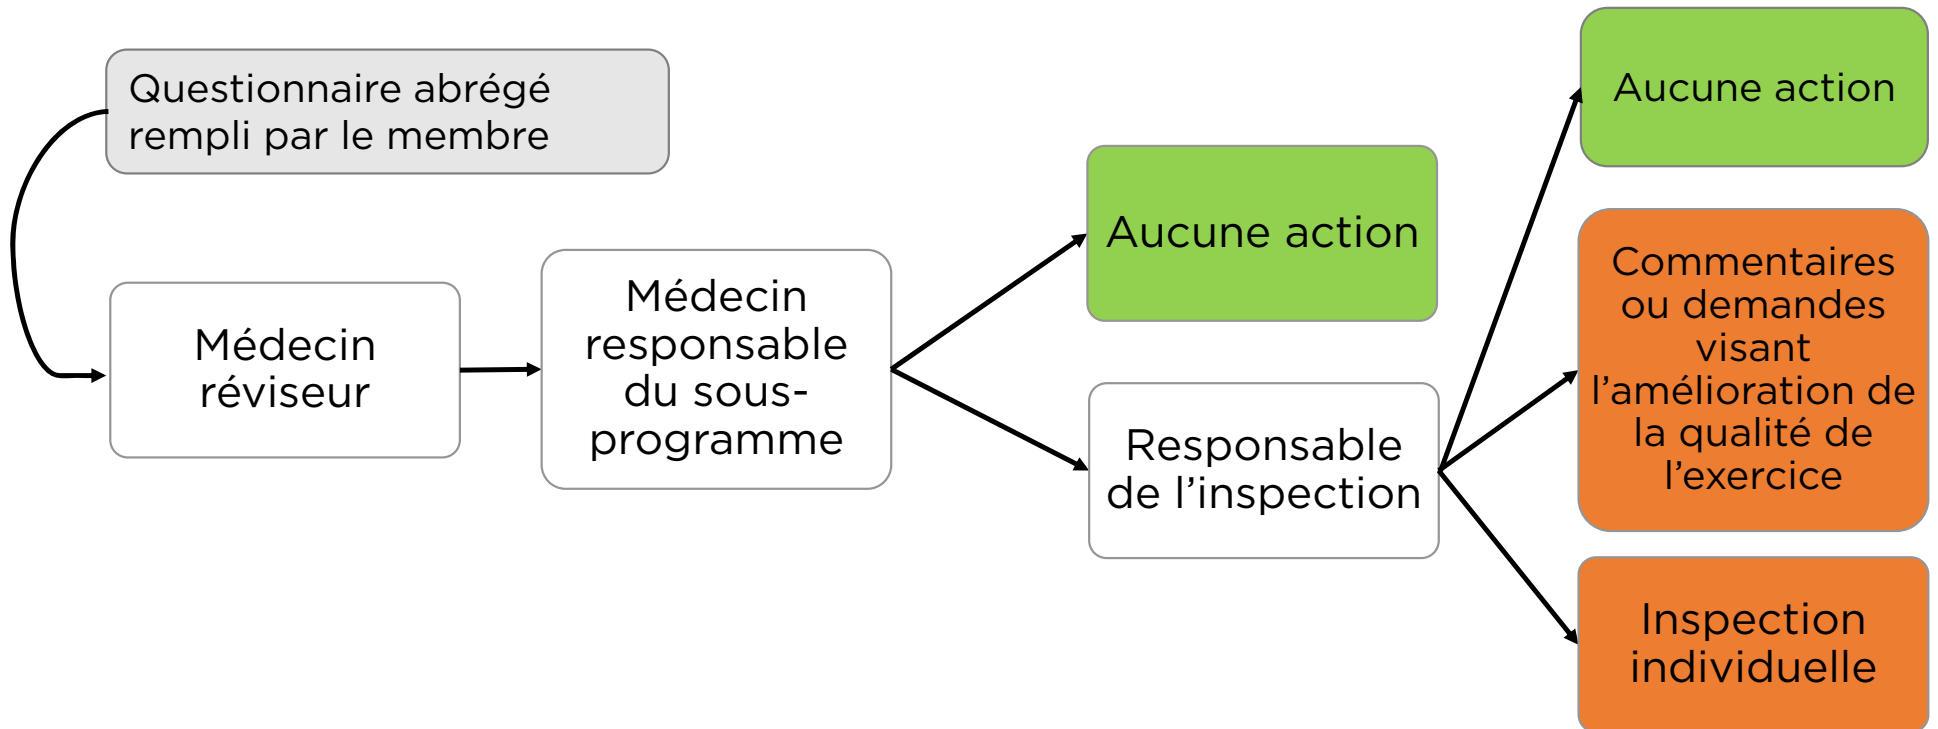 Questionnaire abrégé
rempli par le membre
Médecin
réviseur
Médecin
responsable
du sous-
programme
Aucune action
Responsable
de l’inspection
Aucune action
Commentaires
ou demandes
visant
l’amélioration de
la qualité de
l’exercice
Inspection
individuelle